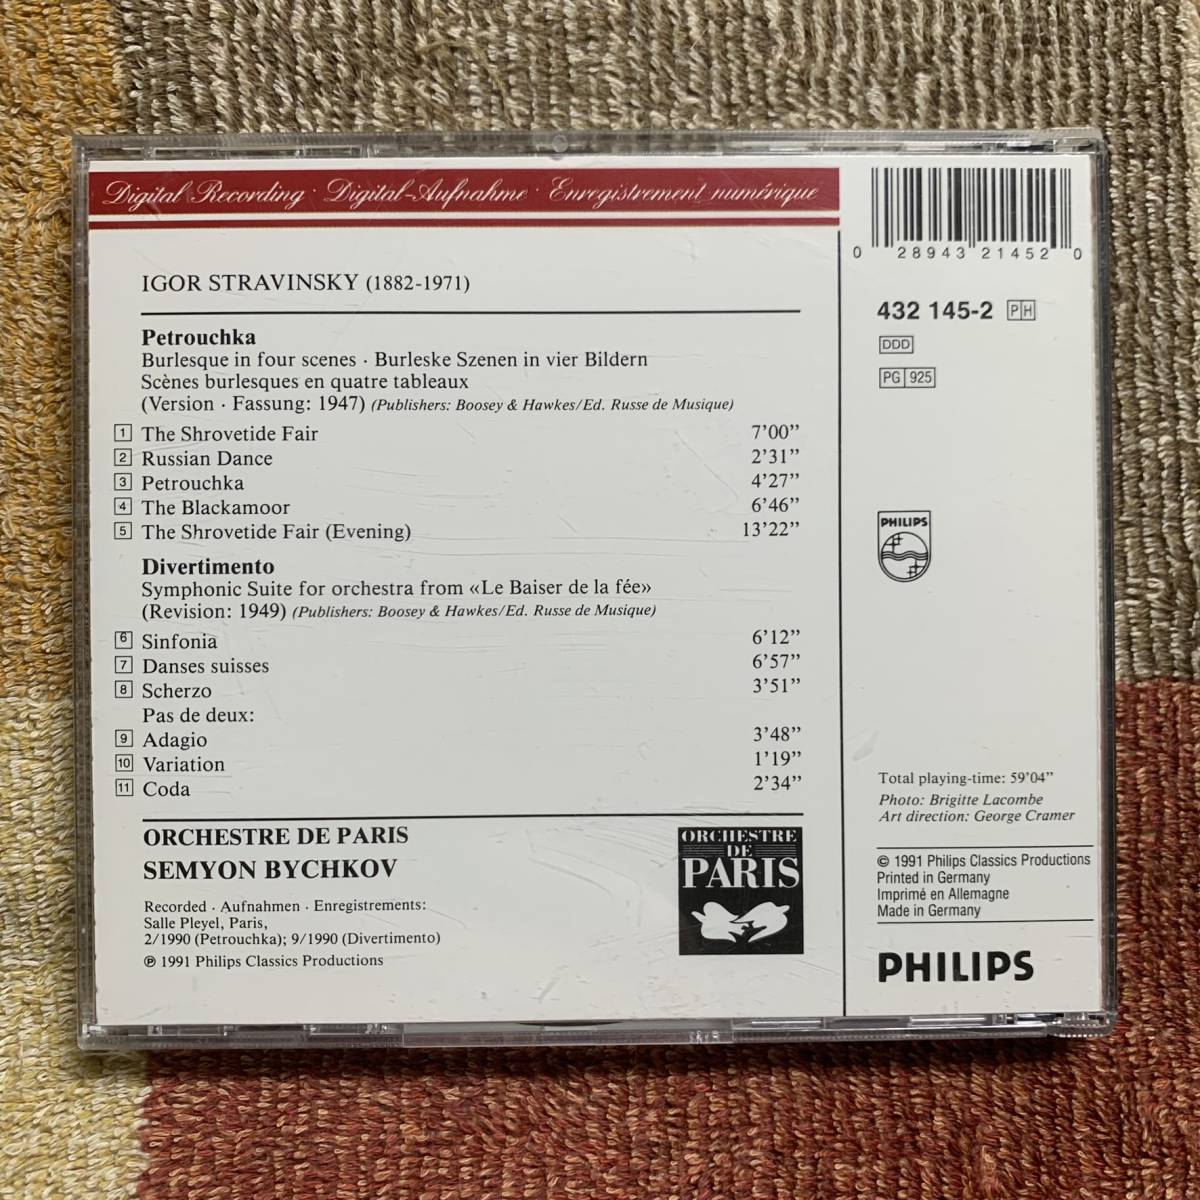 Digital Recording · Digital-Aufnahme · Enregistrement numérique
IGOR STRAVINSKY (1882-1971)
Petrouchka
Burlesque in four scenes · Burleske Szenen in vier Bildern
Scènes burlesques en quatre tableaux
(Version · Fassung: 1947) (Publishers: Boosey & Hawkes/Ed. Russe de Musique)
1 The Shrovetide Fair 7’00”
2 Russian Dance 2’31”
3 Petrouchka 4’27”
4 The Blackamoor 6’46”
5 The Shrovetide Fair (Evening) 13’22”
Divertimento
Symphonic Suite for orchestra from «Le Baiser de la fée»
(Revision: 1949) (Publishers: Boosey & Hawkes/Ed. Russe de Musique)
6 Sinfonia 6’12”
7 Danses suisses 6’57”
8 Scherzo 3’51”
Pas de deux:
9 Adagio 3’48”
10 Variation 1’19”
11 Coda 2’34”
ORCHESTRE DE PARIS
SEMYON BYCHKOV
Recorded · Aufnahmen · Enregistrements:
Salle Pleyel, Paris,
2/1990 (Petrouchka); 9/1990 (Divertimento)
℗ 1991 Philips Classics Productions
ORCHESTRE
DE
PARIS
0 28943 21452 0
432 145-2 PH
DDD
PG 925
PHILIPS
Total playing-time: 59’04”
Photo: Brigitte Lacombe
Art direction: George Cramer
© 1991 Philips Classics Productions
Printed in Germany
Imprimé en Allemagne
Made in Germany
PHILIPS